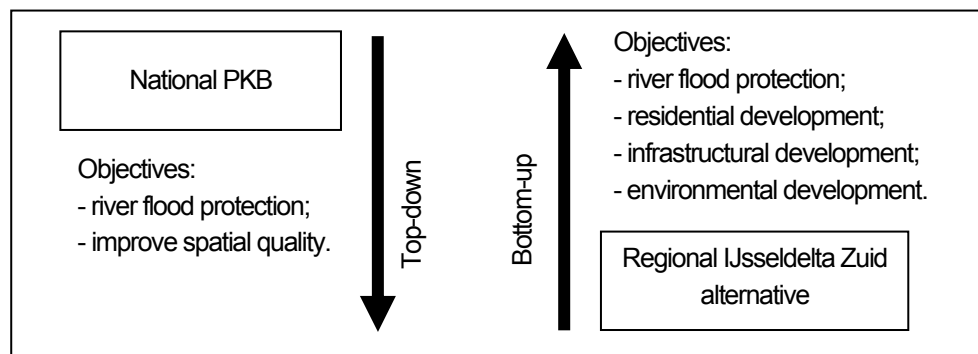 National PKB
Objectives:
- river flood protection;
- improve spatial quality.
Top-down
Bottom-up
Objectives:
- river flood protection;
- residential development;
- infrastructural development;
- environmental development.
Regional IJsseldelta Zuid
alternative